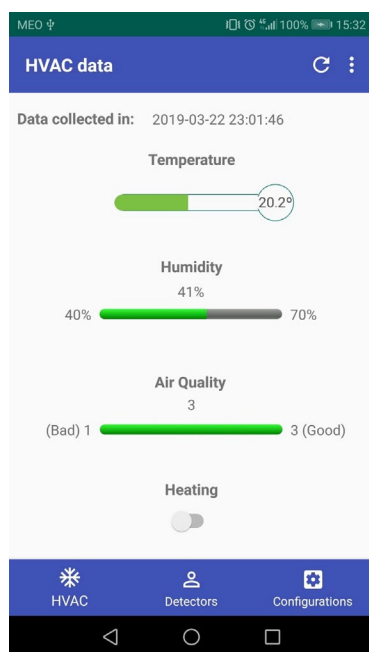 MEO 4G 100% 15:32
HVAC data
Data collected in: 2019-03-22 23:01:46
Temperature
20.2º
Humidity
41%
40% 70%
Air Quality
3
(Bad) 1 3 (Good)
Heating
HVAC Detectors Configurations